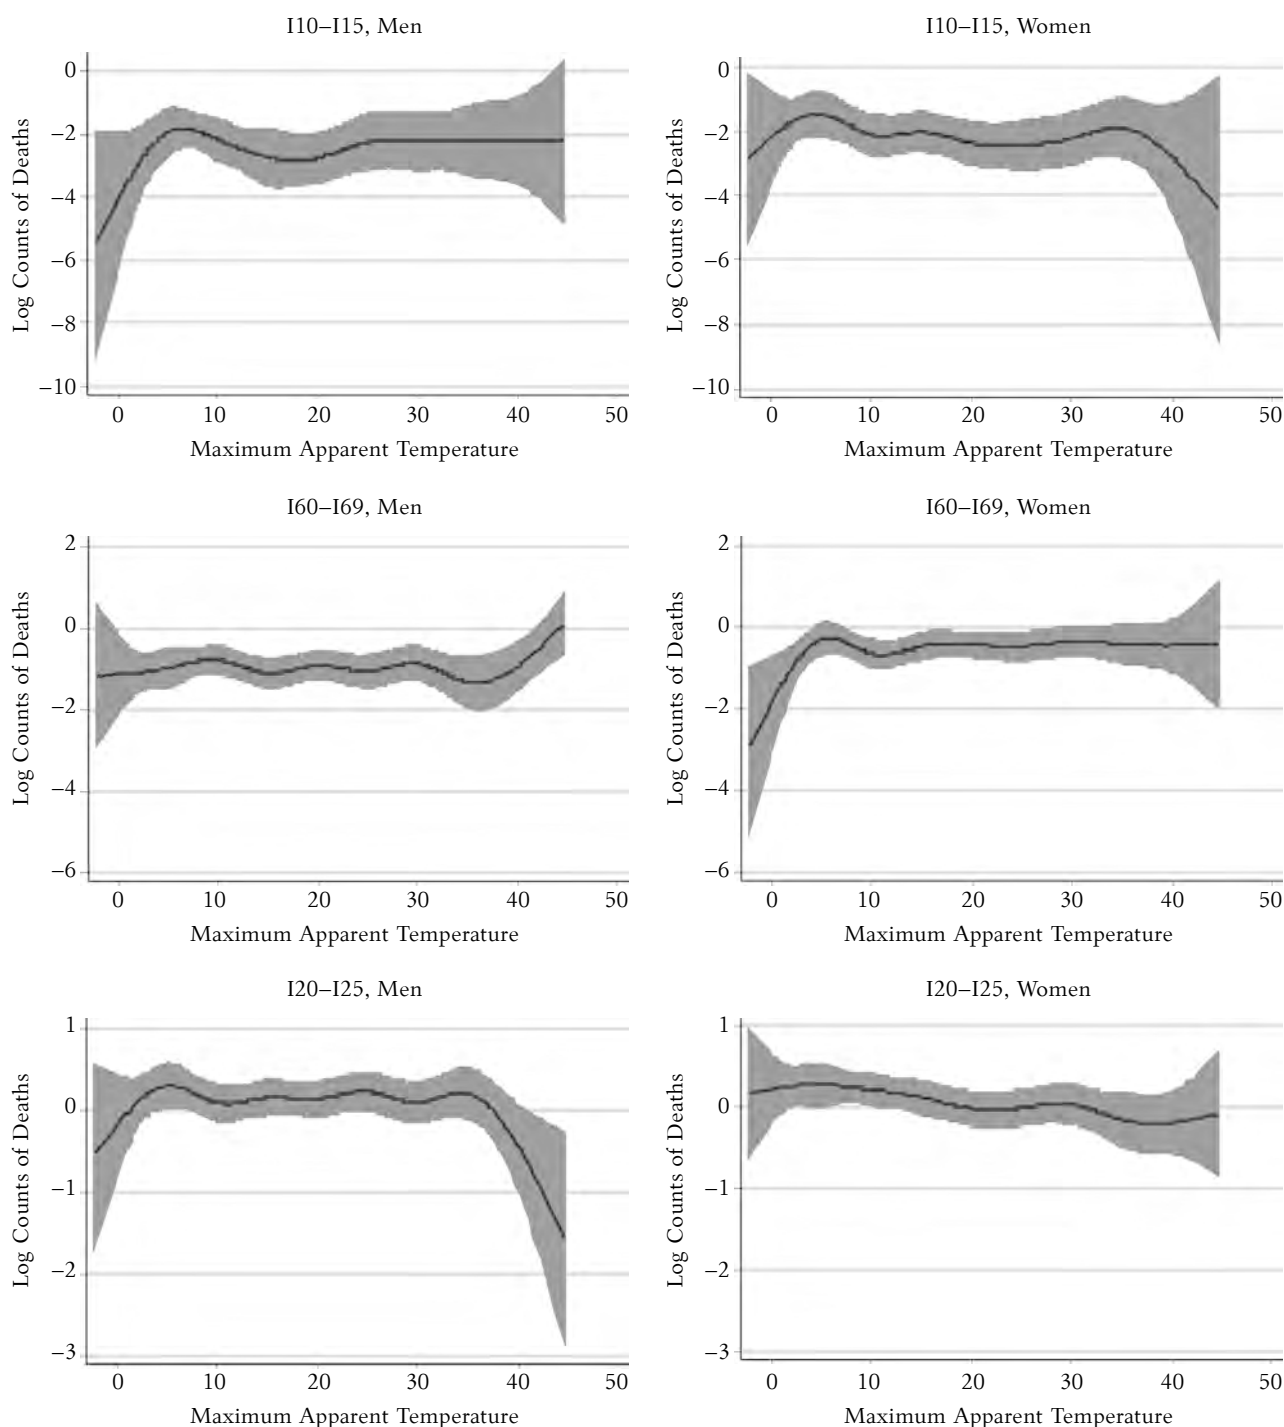 I10–I15, Men
0
−2
−4
−6
−8
−10
Log Counts of Deaths
0 10 20 30 40 50
Maximum Apparent Temperature
I10–I15, Women
0
−2
−4
−6
−8
−10
Log Counts of Deaths
0 10 20 30 40 50
Maximum Apparent Temperature
I60–I69, Men
2
0
−2
−4
−6
Log Counts of Deaths
0 10 20 30 40 50
Maximum Apparent Temperature
I60–I69, Women
2
0
−2
−4
−6
Log Counts of Deaths
0 10 20 30 40 50
Maximum Apparent Temperature
I20–I25, Men
1
0
−1
−2
−3
Log Counts of Deaths
0 10 20 30 40 50
Maximum Apparent Temperature
I20–I25, Women
1
0
−1
−2
−3
Log Counts of Deaths
0 10 20 30 40 50
Maximum Apparent Temperature